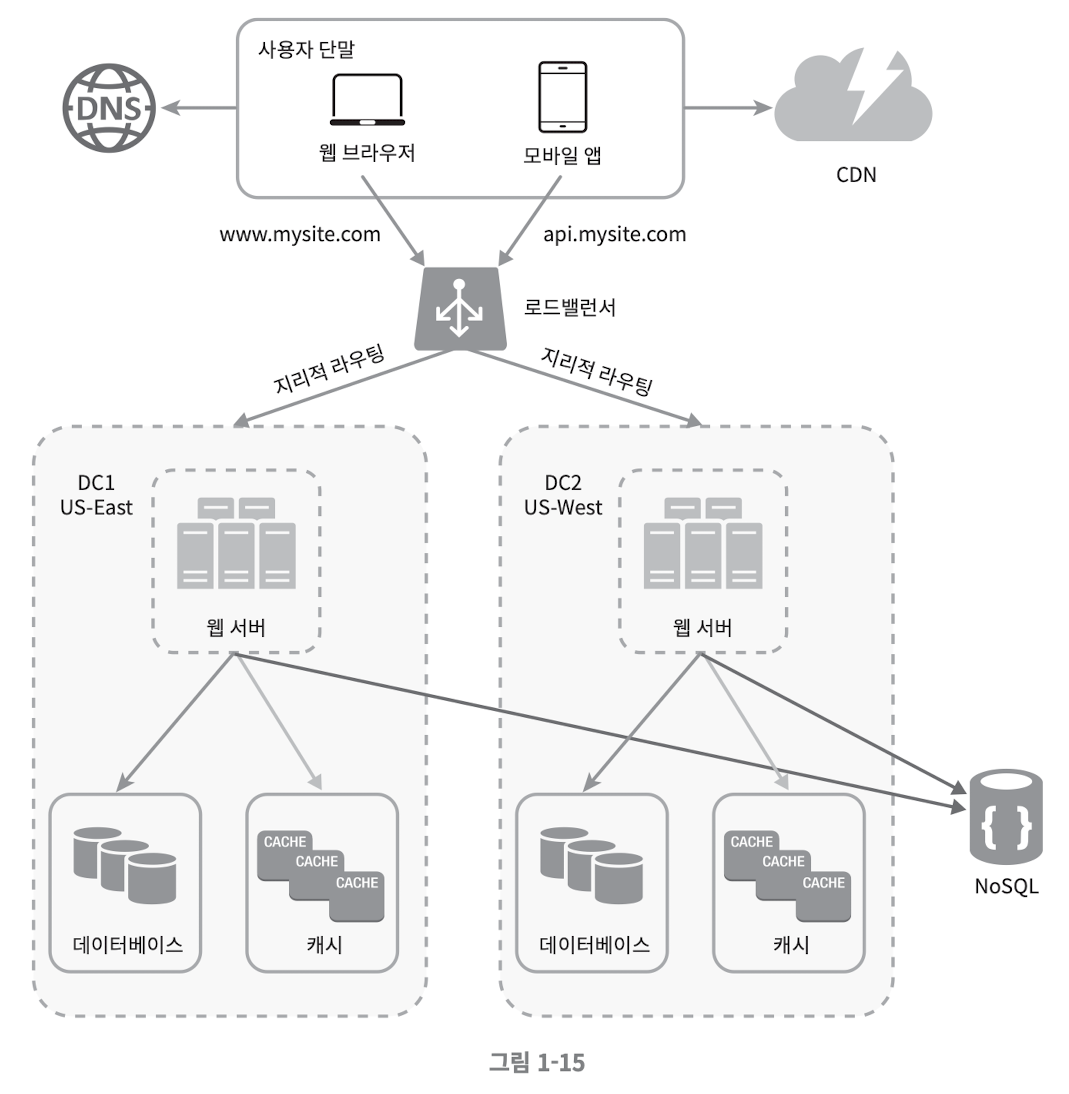 사용자 단말
DNS
웹 브라우저
모바일 앱
CDN
www.mysite.com
api.mysite.com
로드밸런서
지리적 라우팅
지리적 라우팅
DC1
US-East
웹 서버
DC2
US-West
웹 서버
CACHE
CACHE
CACHE
데이터베이스
캐시
CACHE
CACHE
CACHE
데이터베이스
캐시
{ }
NoSQL
그림 1-15